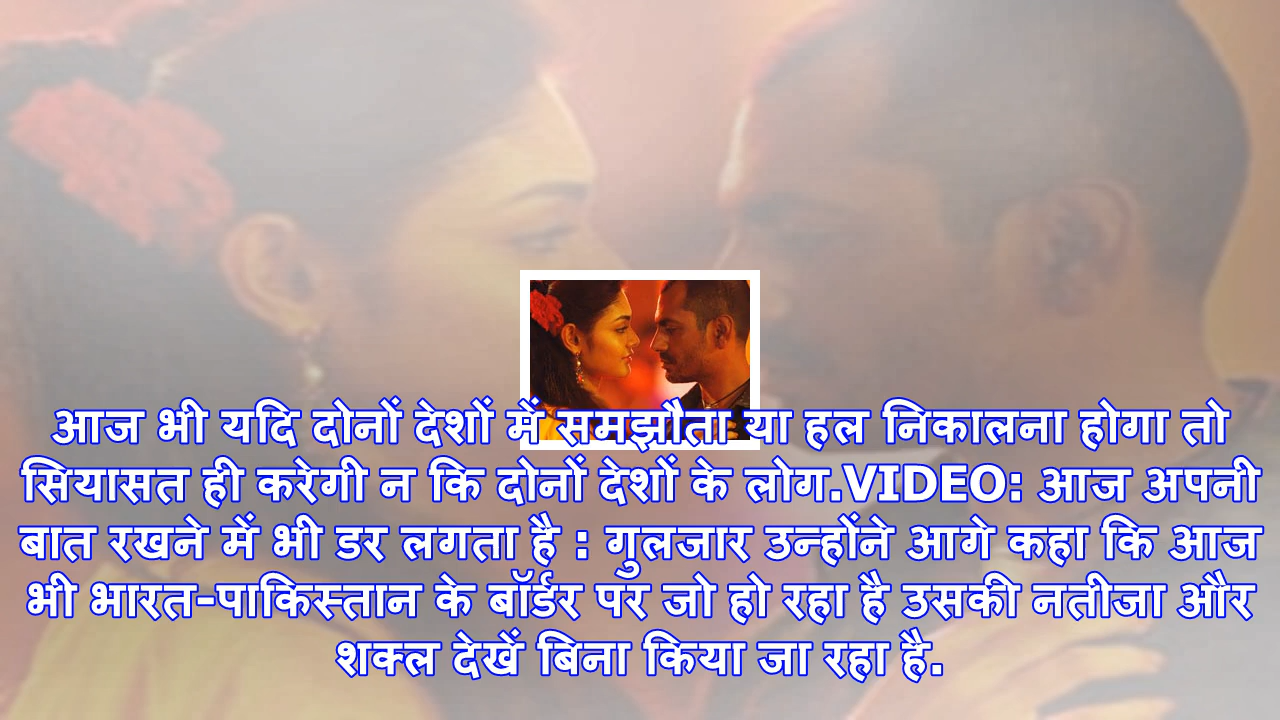 आज भी यदि दोनों देशों में समझौता या हल निकालना होगा तो
सियासत ही करेगी न कि दोनों देशों के लोग.VIDEO: आज अपनी
बात रखने में भी डर लगता है : गुलजार उन्होंने आगे कहा कि आज
भी भारत-पाकिस्तान के बॉर्डर पर जो हो रहा है उसकी नतीजा और
शक्ल देखें बिना किया जा रहा है.